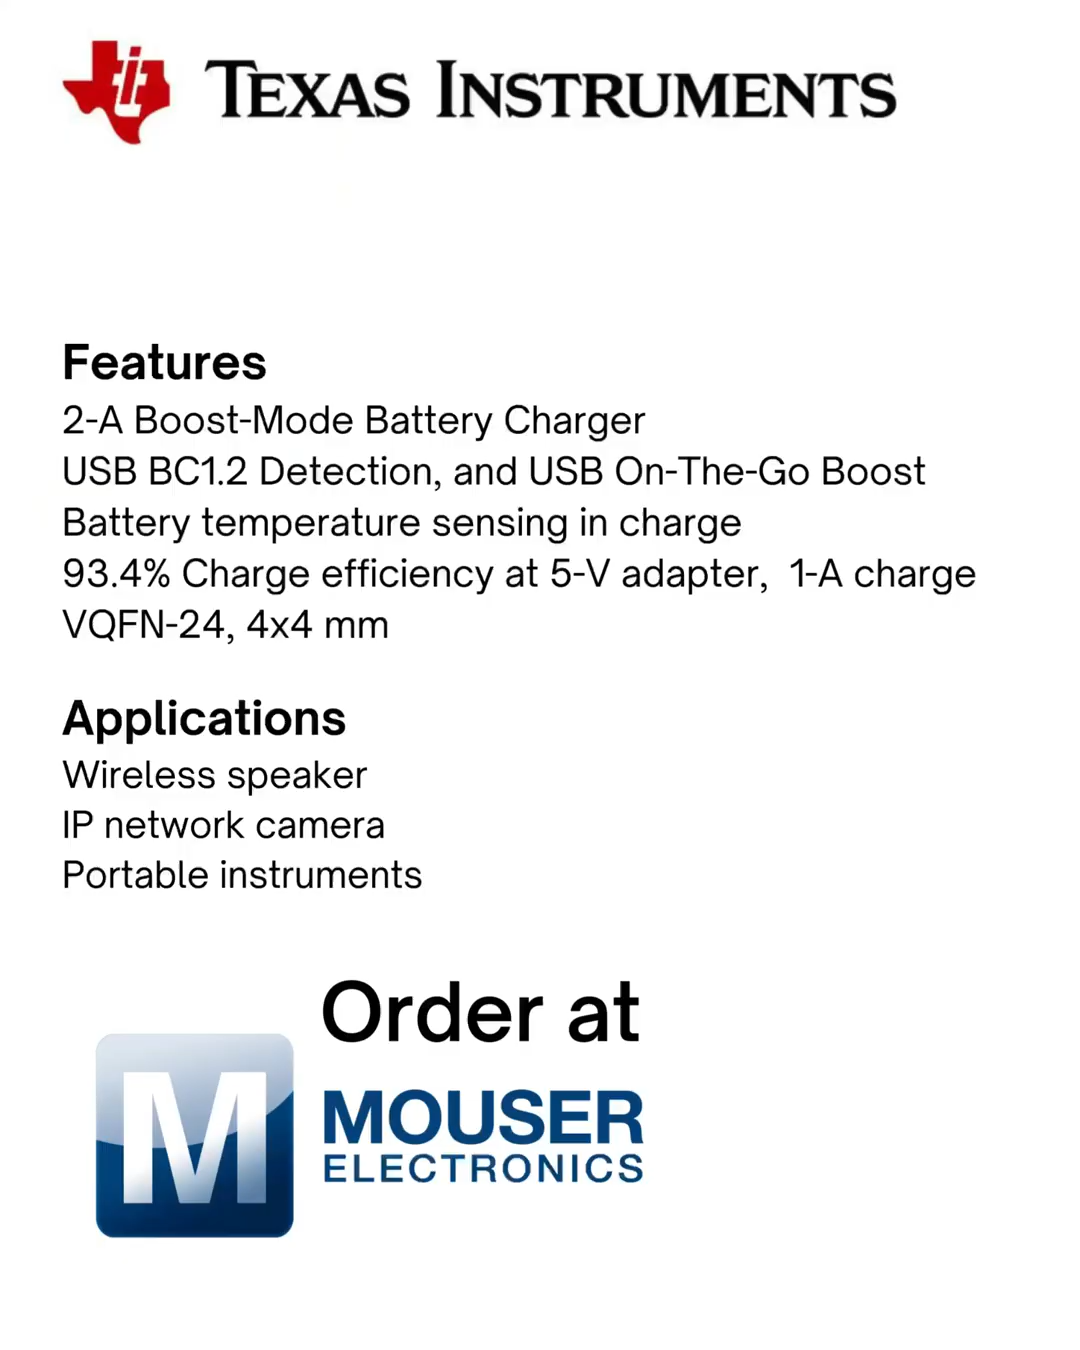 TEXAS INSTRUMENTS
Features
2-A Boost-Mode Battery Charger
USB BC1.2 Detection, and USB On-The-Go Boost
Battery temperature sensing in charge
93.4% Charge efficiency at 5-V adapter,  1-A charge
VQFN-24, 4x4 mm
Applications
Wireless speaker
IP network camera
Portable instruments
Order at
M
MOUSER
ELECTRONICS